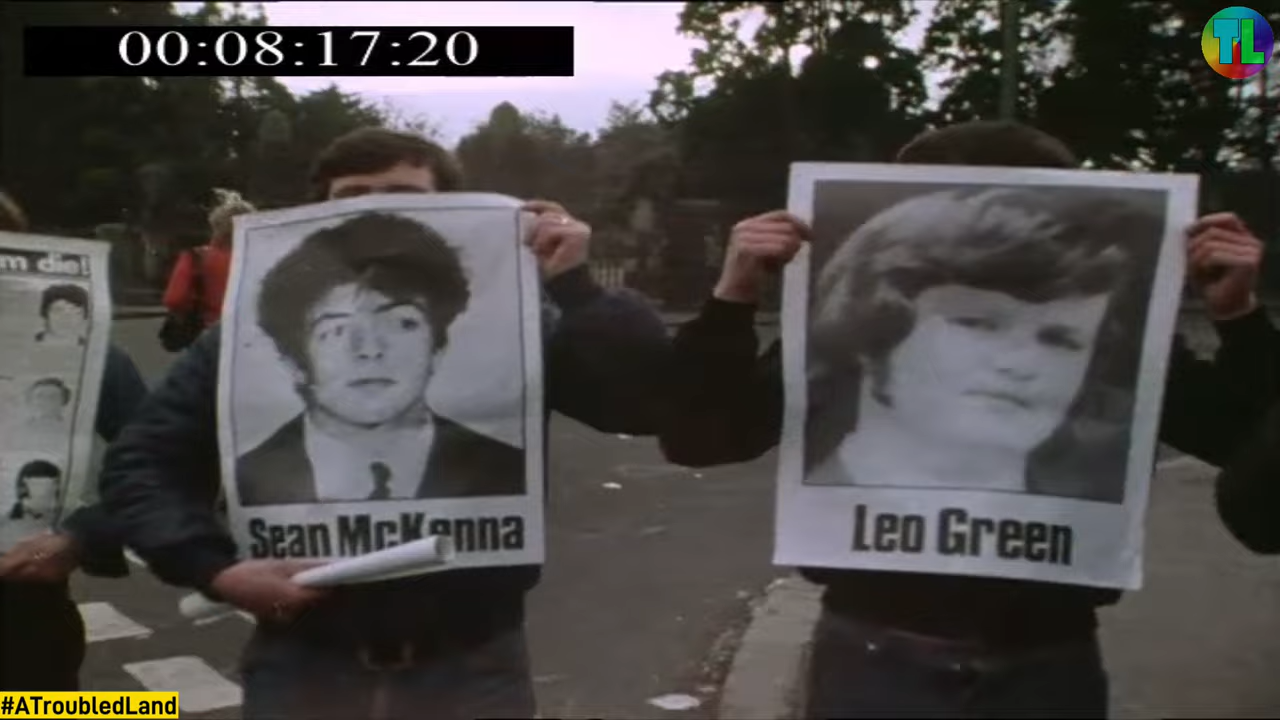 00:08:17:20
TL
m die!
Sean McKenna
Leo Green
#ATroubledLand